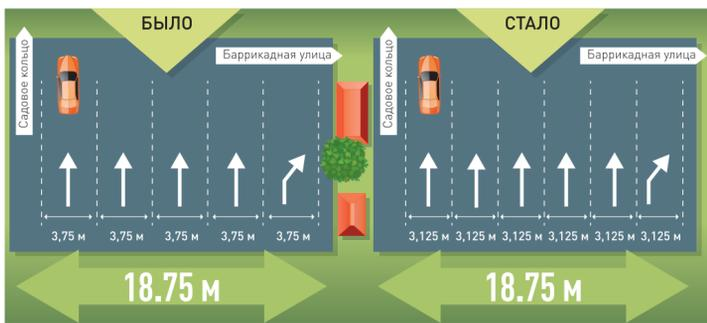 БЫЛО
Садовое кольцо
Баррикадная улица
3,75 м 3,75 м 3,75 м 3,75 м 3,75 м
18.75 м
СТАЛО
Садовое кольцо
Баррикадная улица
3,125 м 3,125 м 3,125 м 3,125 м 3,125 м 3,125 м
18.75 м